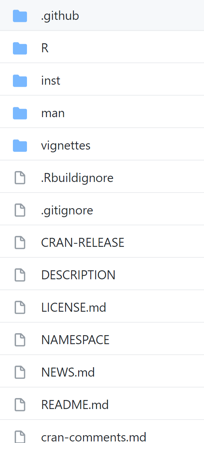 .github
R
inst
man
vignettes
.Rbuildignore
.gitignore
CRAN-RELEASE
DESCRIPTION
LICENSE.md
NAMESPACE
NEWS.md
README.md
cran-comments.md